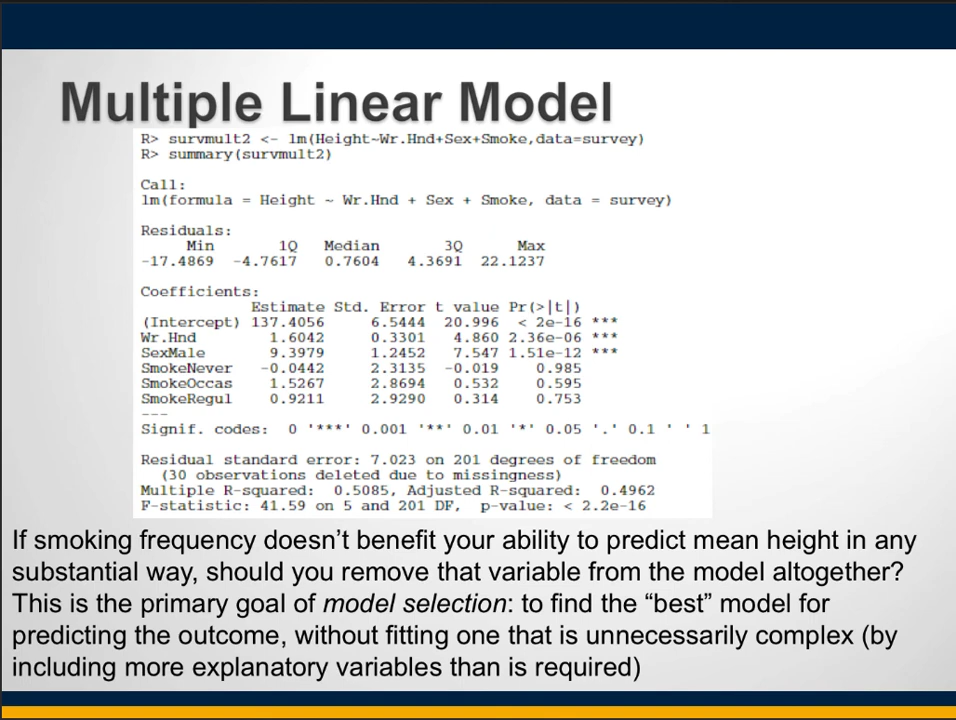 Multiple Linear Model
R> survmult2 <- lm(Height~Wr.Hnd+Sex+Smoke,data=survey)
R> summary(survmult2)
Call:
lm(formula = Height ~ Wr.Hnd + Sex + Smoke, data = survey)
Residuals:
Min 1Q Median 3Q Max
-17.4869 -4.7617 0.7604 4.3691 22.1237
Coefficients:
Estimate Std. Error t value Pr(>|t|)
(Intercept) 137.4056 6.5444 20.996 < 2e-16 ***
Wr.Hnd 1.6042 0.3301 4.860 2.36e-06 ***
SexMale 9.3979 1.2452 7.547 1.51e-12 ***
SmokeNever -0.0442 2.3135 -0.019 0.985
SmokeOccas 1.5267 2.8694 0.532 0.595
SmokeRegul 0.9211 2.9290 0.314 0.753
---
Signif. codes: 0 '***' 0.001 '**' 0.01 '*' 0.05 '.' 0.1 ' ' 1
Residual standard error: 7.023 on 201 degrees of freedom
(30 observations deleted due to missingness)
Multiple R-squared: 0.5085, Adjusted R-squared: 0.4962
F-statistic: 41.59 on 5 and 201 DF, p-value: < 2.2e-16
If smoking frequency doesn't benefit your ability to predict mean height in any
substantial way, should you remove that variable from the model altogether?
This is the primary goal of model selection: to find the “best” model for
predicting the outcome, without fitting one that is unnecessarily complex (by
including more explanatory variables than is required)